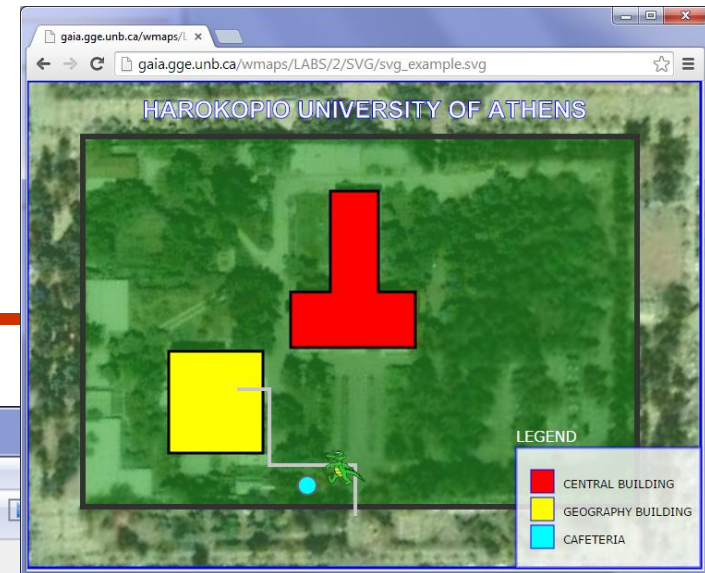 gaia.gge.unb.ca/wmaps/L
gaia.gge.unb.ca/wmaps/LABS/2/SVG/svg_example.svg
HAROKOPIO UNIVERSITY OF ATHENS
LEGEND
CENTRAL BUILDING
GEOGRAPHY BUILDING
CAFETERIA